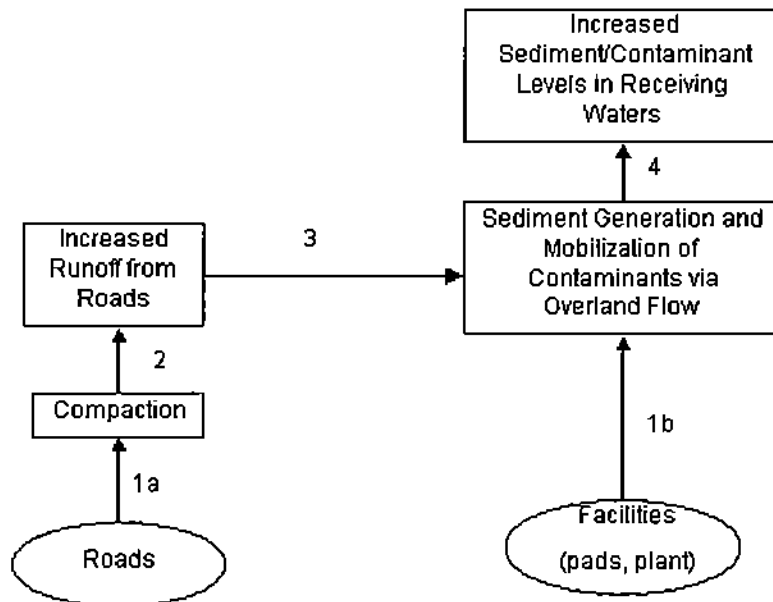 Increased
Sediment/Contaminant
Levels in Receiving
Waters
4
Increased
Runoff from
Roads
3
Sediment Generation and
Mobilization of
Contaminants via
Overland Flow
2
Compaction
1a
1b
Roads
Facilities
(pads, plant)